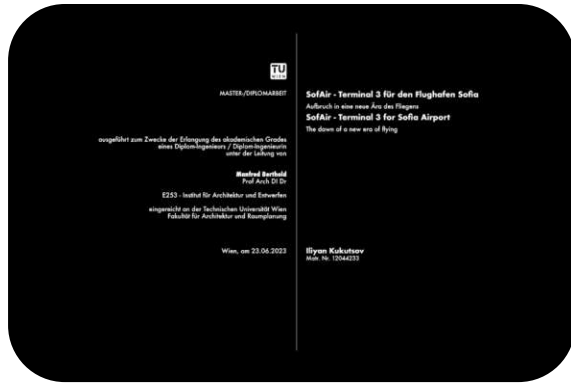 TU
WIEN
MASTER-/DIPLOMARBEIT
ausgeführt zum Zwecke der Erlangung des akademischen Grades
eines Diplom-Ingenieurs / Diplom-Ingenieurin
unter der Leitung von
Manfred Berthold
Prof Arch DI Dr
E253 - Institut für Architektur und Entwerfen
eingereicht an der Technischen Universität Wien
Fakultät für Architektur und Raumplanung
Wien, am 23.06.2023
SofAir - Terminal 3 für den Flughafen Sofia
Aufbruch in eine neue Ära des Fliegens
SofAir - Terminal 3 for Sofia Airport
The dawn of a new era of flying
Iliyan Kukutsov
Matr. Nr. 12044233